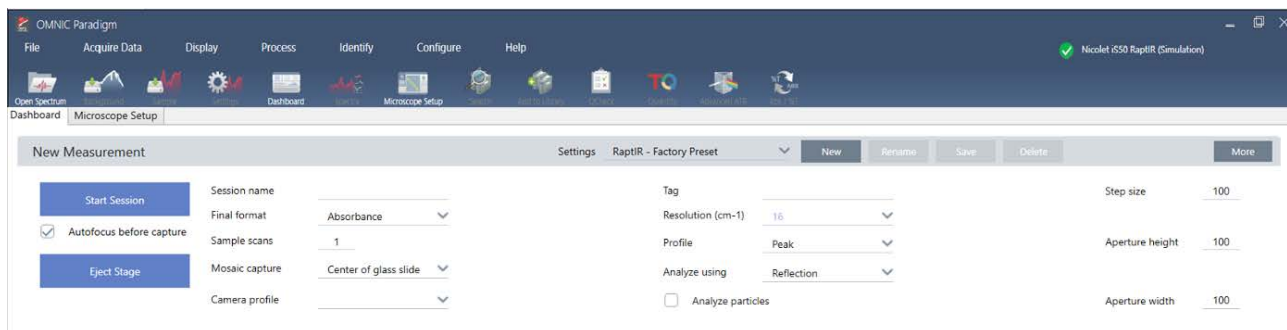 OMNIC Paradigm
File Acquire Data Display Process Identify Configure Help
Nicolet iS50 RaptIR (Simulation)
Open Spectrum Background Sample Settings Dashboard Spectra Microscope Setup Search Add to Library QCheck Quantify Advanced ATR Abs / %T
Dashboard Microscope Setup
New Measurement Settings RaptIR - Factory Preset New Rename Save Delete More
Start Session Session name Tag Step size 100
Final format Absorbance Resolution (cm-1) 16
Autofocus before capture Sample scans 1 Profile Peak Aperture height 100
Eject Stage Mosaic capture Center of glass slide Analyze using Reflection
Camera profile Analyze particles Aperture width 100